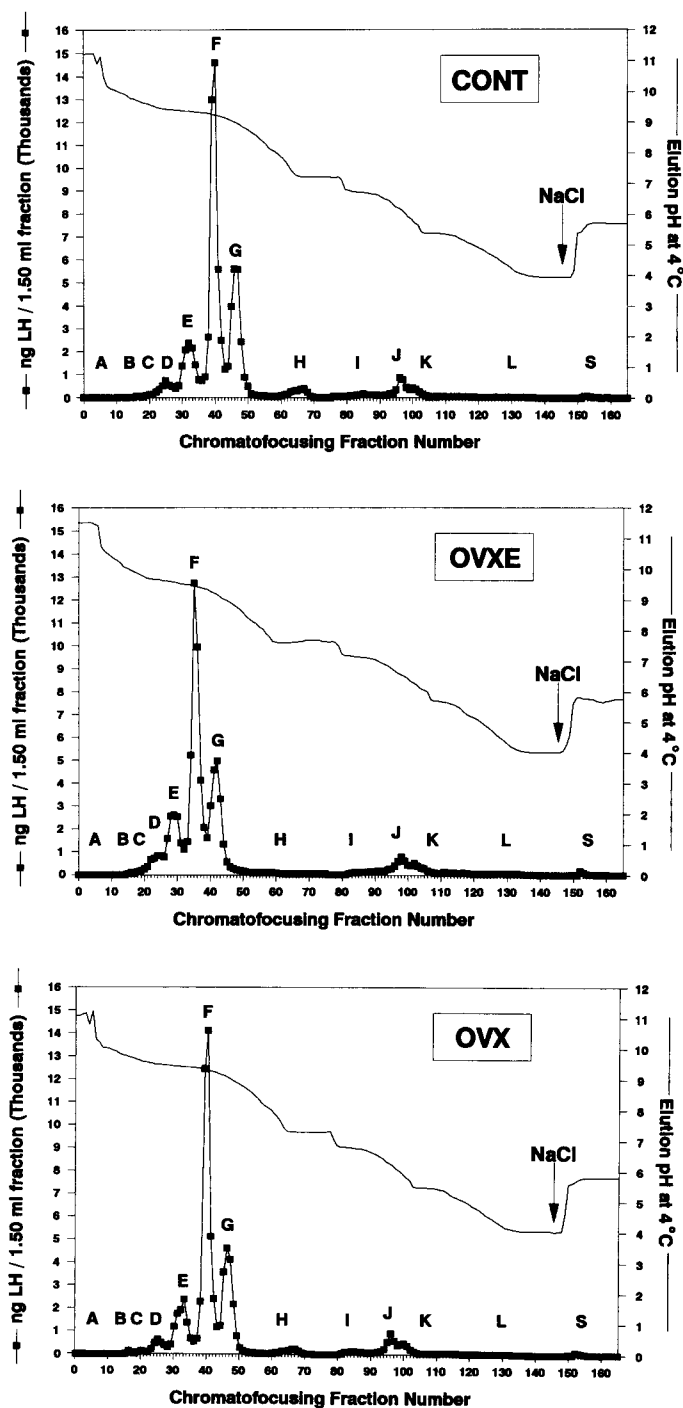 CONT
ng LH / 1.50 ml fraction (Thousands)
16 15 14 13 12 11 10 9 8 7 6 5 4 3 2 1 0
12 11 10 9 8 7 6 5 4 3 2 1 0
Elution pH at 4°C
NaCl
A B C D E F G H I J K L S
0 10 20 30 40 50 60 70 80 90 100 110 120 130 140 150 160
Chromatofocusing Fraction Number
OVXE
ng LH / 1.50 ml fraction (Thousands)
16 15 14 13 12 11 10 9 8 7 6 5 4 3 2 1 0
12 11 10 9 8 7 6 5 4 3 2 1 0
Elution pH at 4°C
NaCl
A B C D E F G H I J K L S
0 10 20 30 40 50 60 70 80 90 100 110 120 130 140 150 160
Chromatofocusing Fraction Number
OVX
ng LH / 1.50 ml fraction (Thousands)
16 15 14 13 12 11 10 9 8 7 6 5 4 3 2 1 0
12 11 10 9 8 7 6 5 4 3 2 1 0
Elution pH at 4°C
NaCl
A B C D E F G H I J K L S
0 10 20 30 40 50 60 70 80 90 100 110 120 130 140 150 160
Chromatofocusing Fraction Number